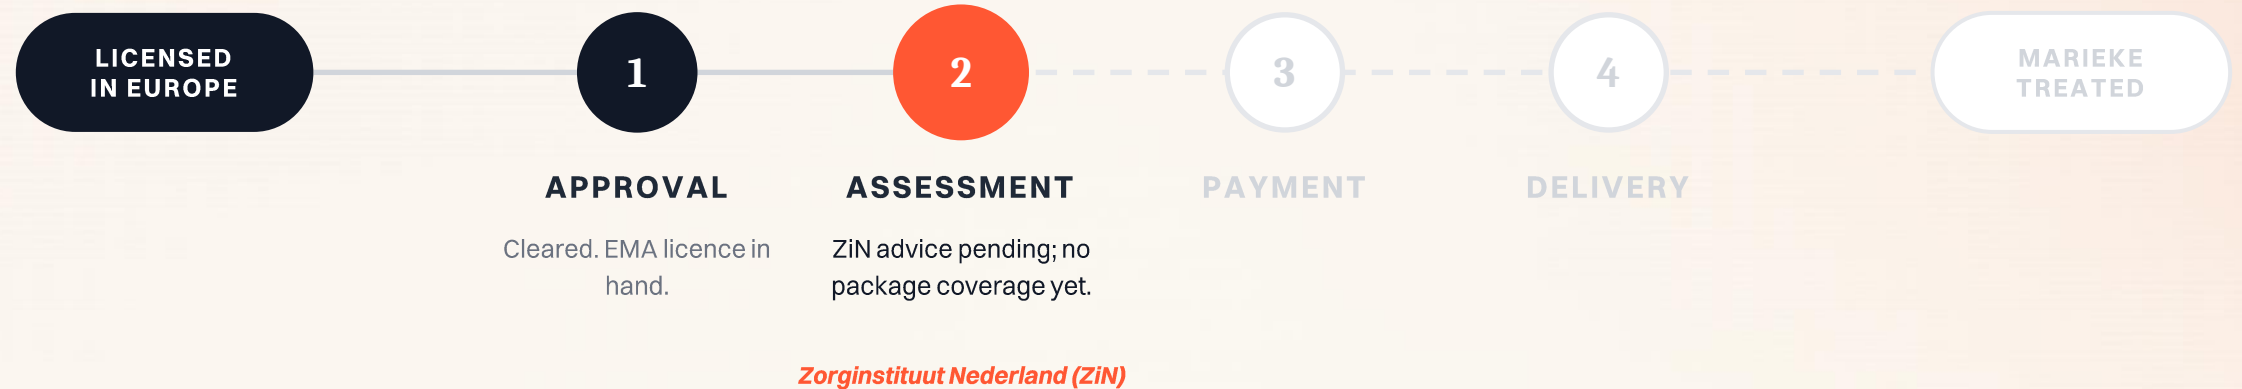 LICENSED
IN EUROPE
1
2
3
4
MARIEKE
TREATED
APPROVAL
ASSESSMENT
PAYMENT
DELIVERY
Cleared. EMA licence in
hand.
ZiN advice pending; no
package coverage yet.
Zorginstituut Nederland (ZiN)